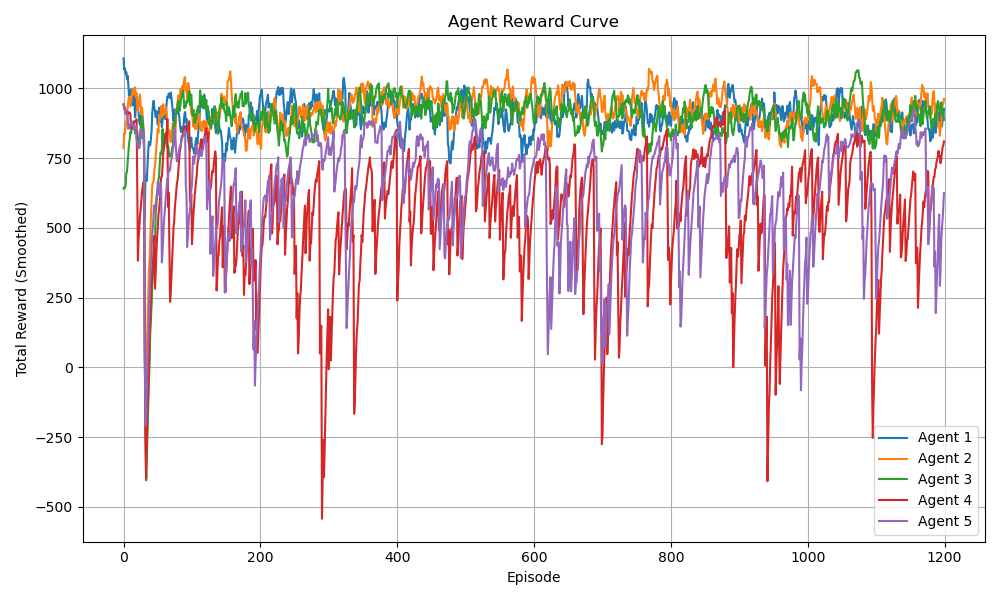 Agent Reward Curve
Total Reward (Smoothed)
1000
750
500
250
0
−250
−500
0
200
400
600
800
1000
1200
Episode
Agent 1
Agent 2
Agent 3
Agent 4
Agent 5